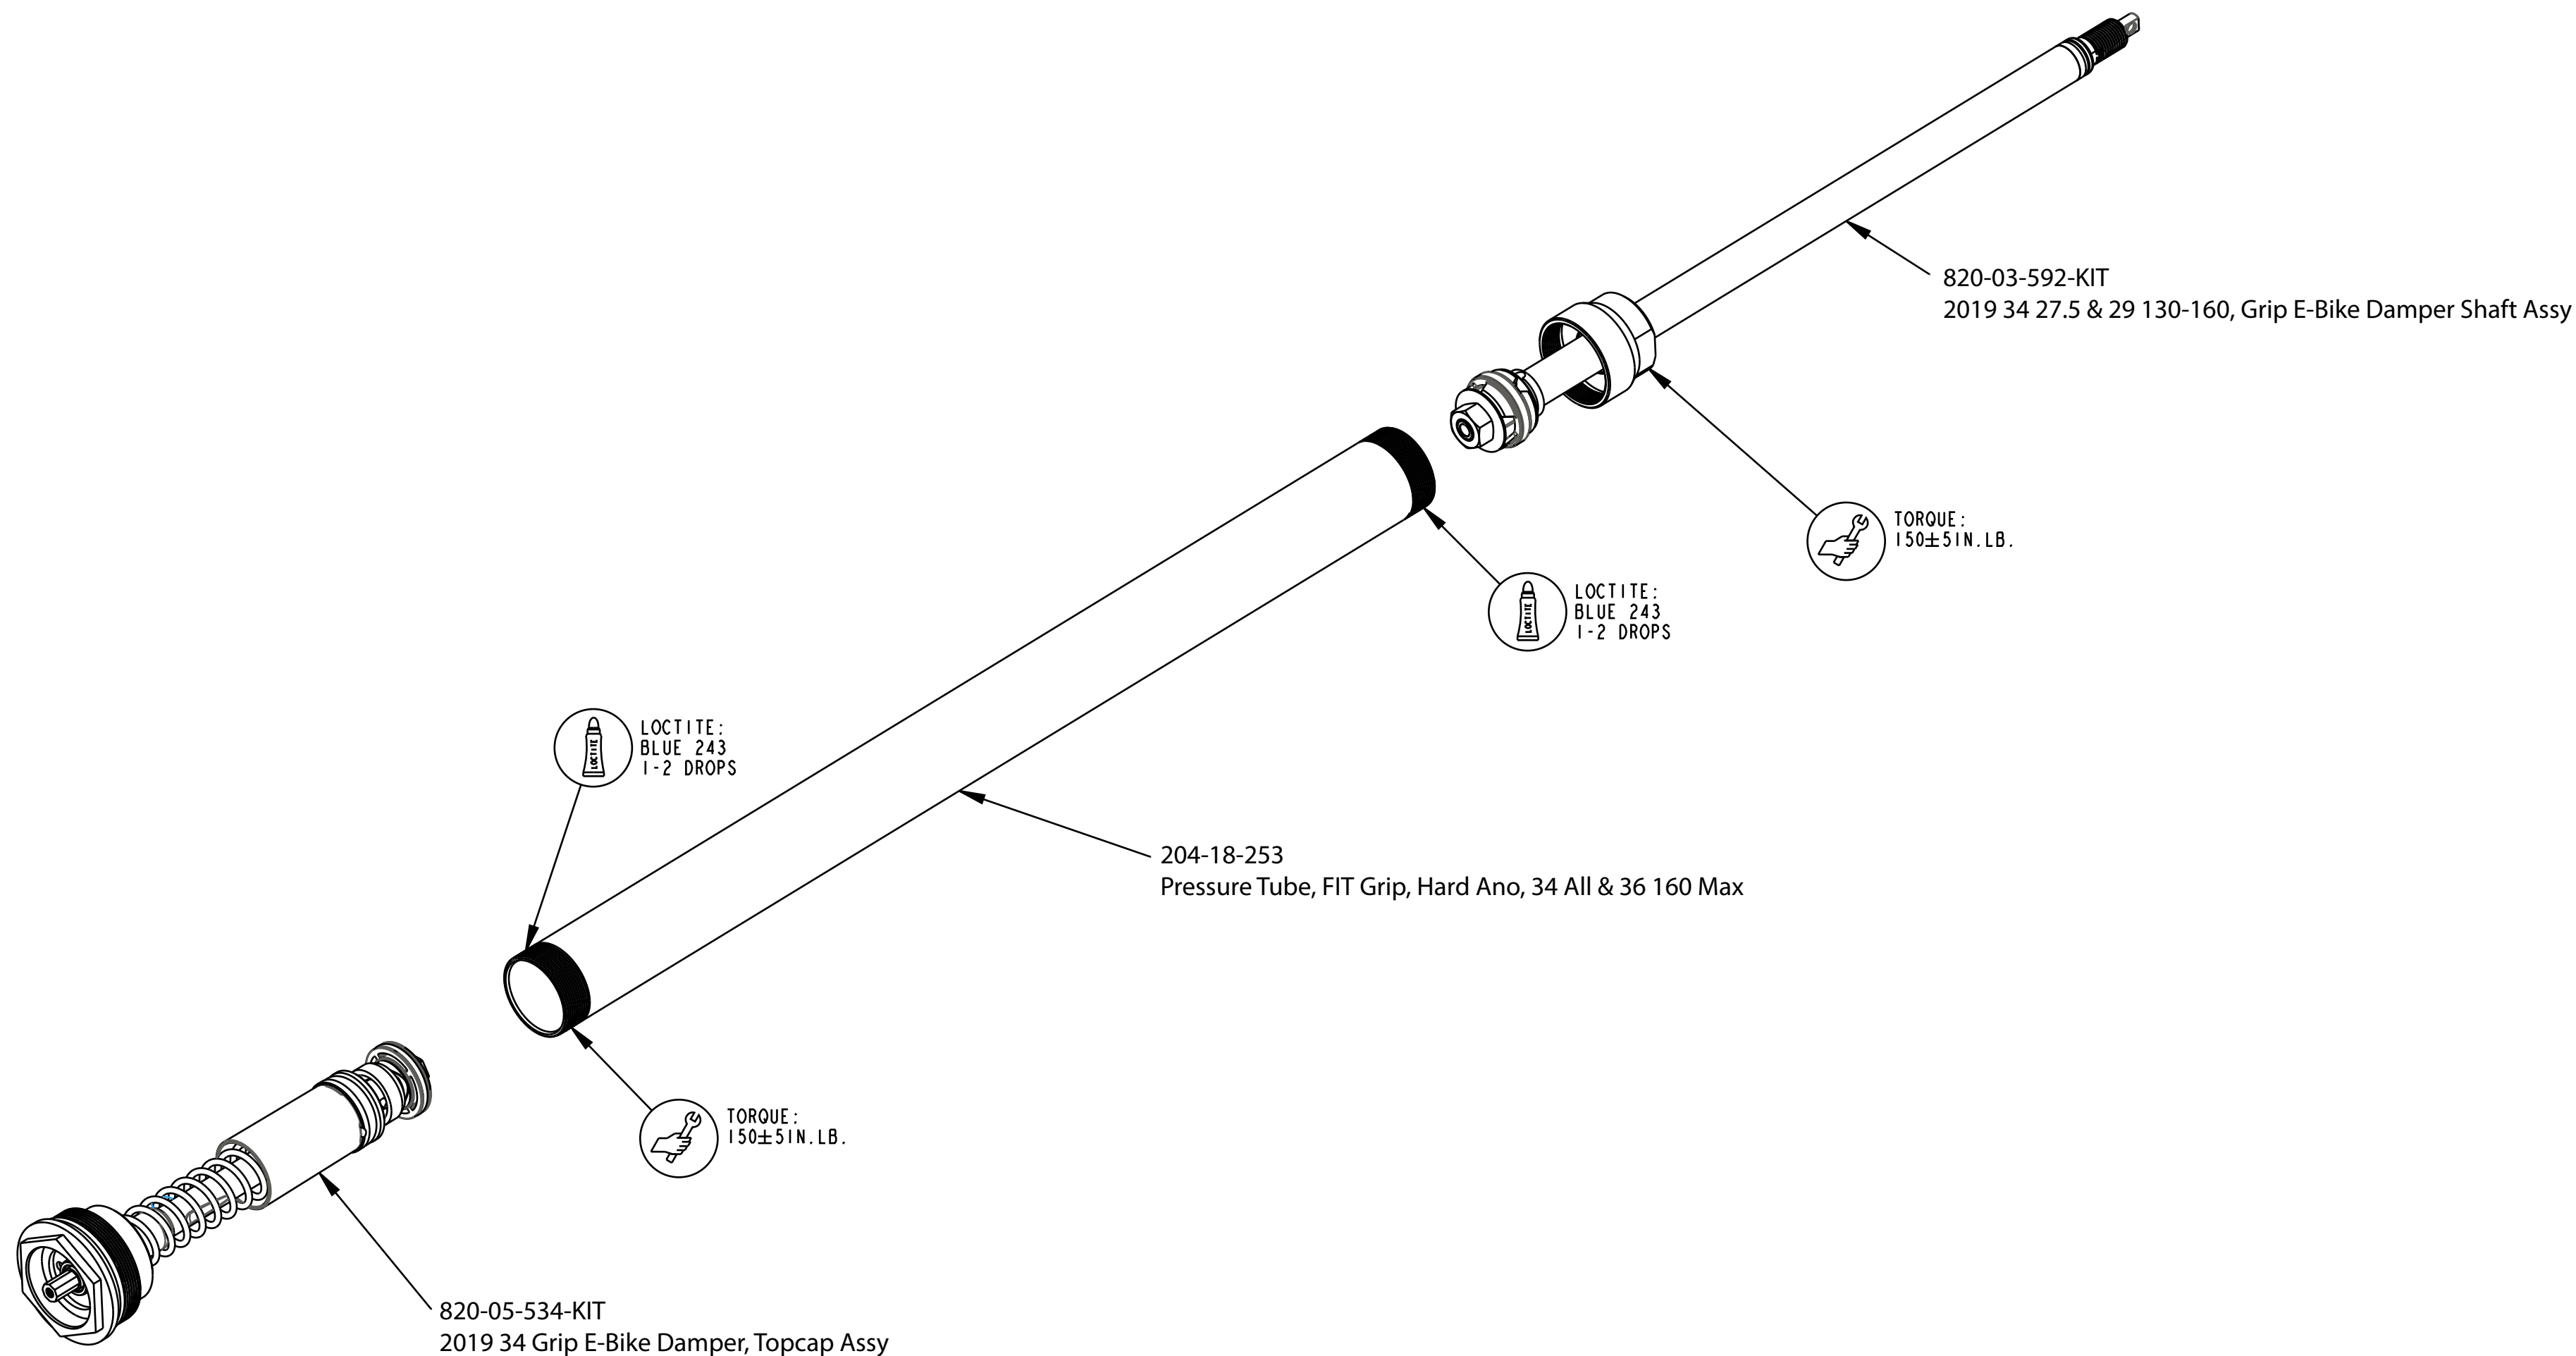 820-03-592-KIT
2019 34 27.5 & 29 130-160, Grip E-Bike Damper Shaft Assy
TORQUE:
150±5IN.LB.
LOCTITE:
BLUE 243
1-2 DROPS
LOCTITE
LOCTITE:
BLUE 243
1-2 DROPS
LOCTITE
204-18-253
Pressure Tube, FIT Grip, Hard Ano, 34 All & 36 160 Max
TORQUE:
150±5IN.LB.
820-05-534-KIT
2019 34 Grip E-Bike Damper, Topcap Assy